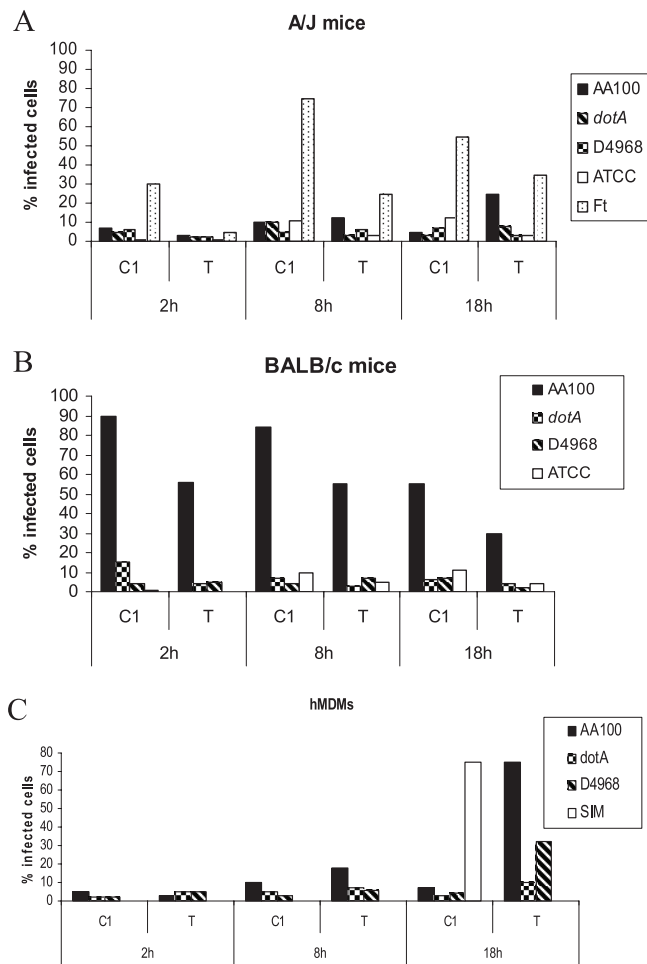 A
A/J mice
% infected cells
100
90
80
70
60
50
40
30
20
10
0
C1 T C1 T C1 T
2h 8h 18h
AA100
dotA
D4968
ATCC
Ft
B
BALB/c mice
% infected cells
100
90
80
70
60
50
40
30
20
10
0
C1 T C1 T C1 T
2h 8h 18h
AA100
dotA
D4968
ATCC
C
hMDMs
% infected cells
80
70
60
50
40
30
20
10
0
C1 T C1 T C1 T
2h 8h 18h
AA100
dotA
D4968
SIM